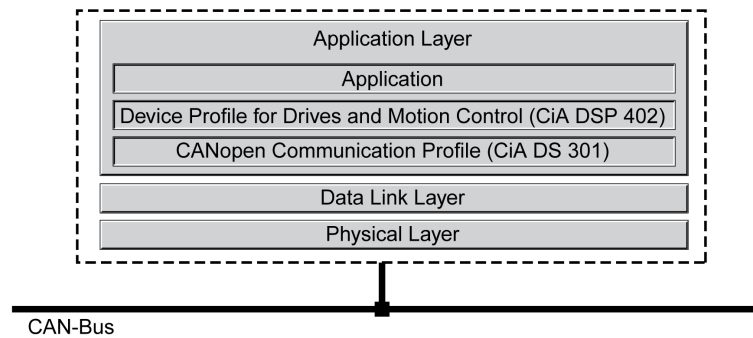 Application Layer
Application
Device Profile for Drives and Motion Control (CiA DSP 402)
CANopen Communication Profile (CiA DS 301)
Data Link Layer
Physical Layer
CAN-Bus